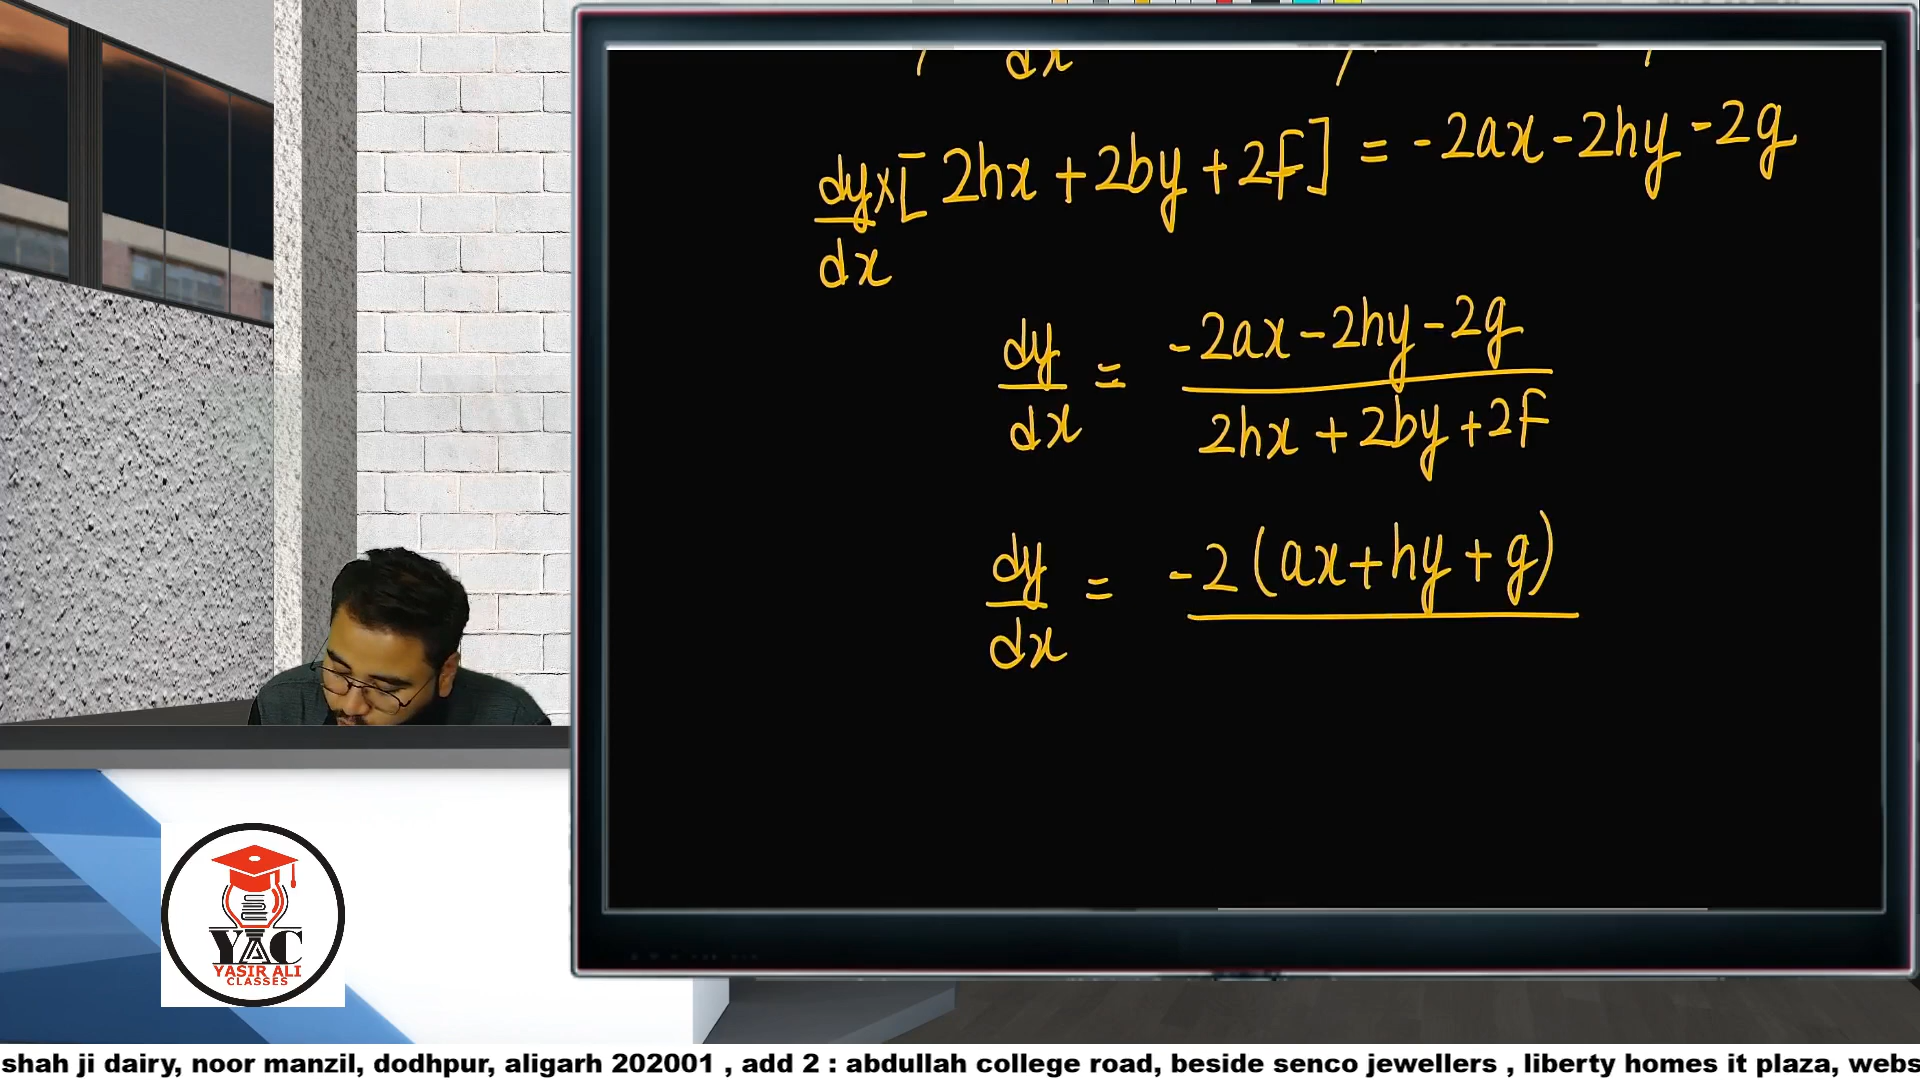 dx
dy/dx × [2hx + 2by + 2f] = -2ax - 2hy - 2g
dy/dx = (-2ax - 2hy - 2g)/(2hx + 2by + 2f)
dy/dx = -2(ax + hy + g)
YAC
YASIR ALI
CLASSES
shah ji dairy, noor manzil, dodhpur, aligarh 202001 , add 2 : abdullah college road, beside senco jewellers , liberty homes it plaza, webs